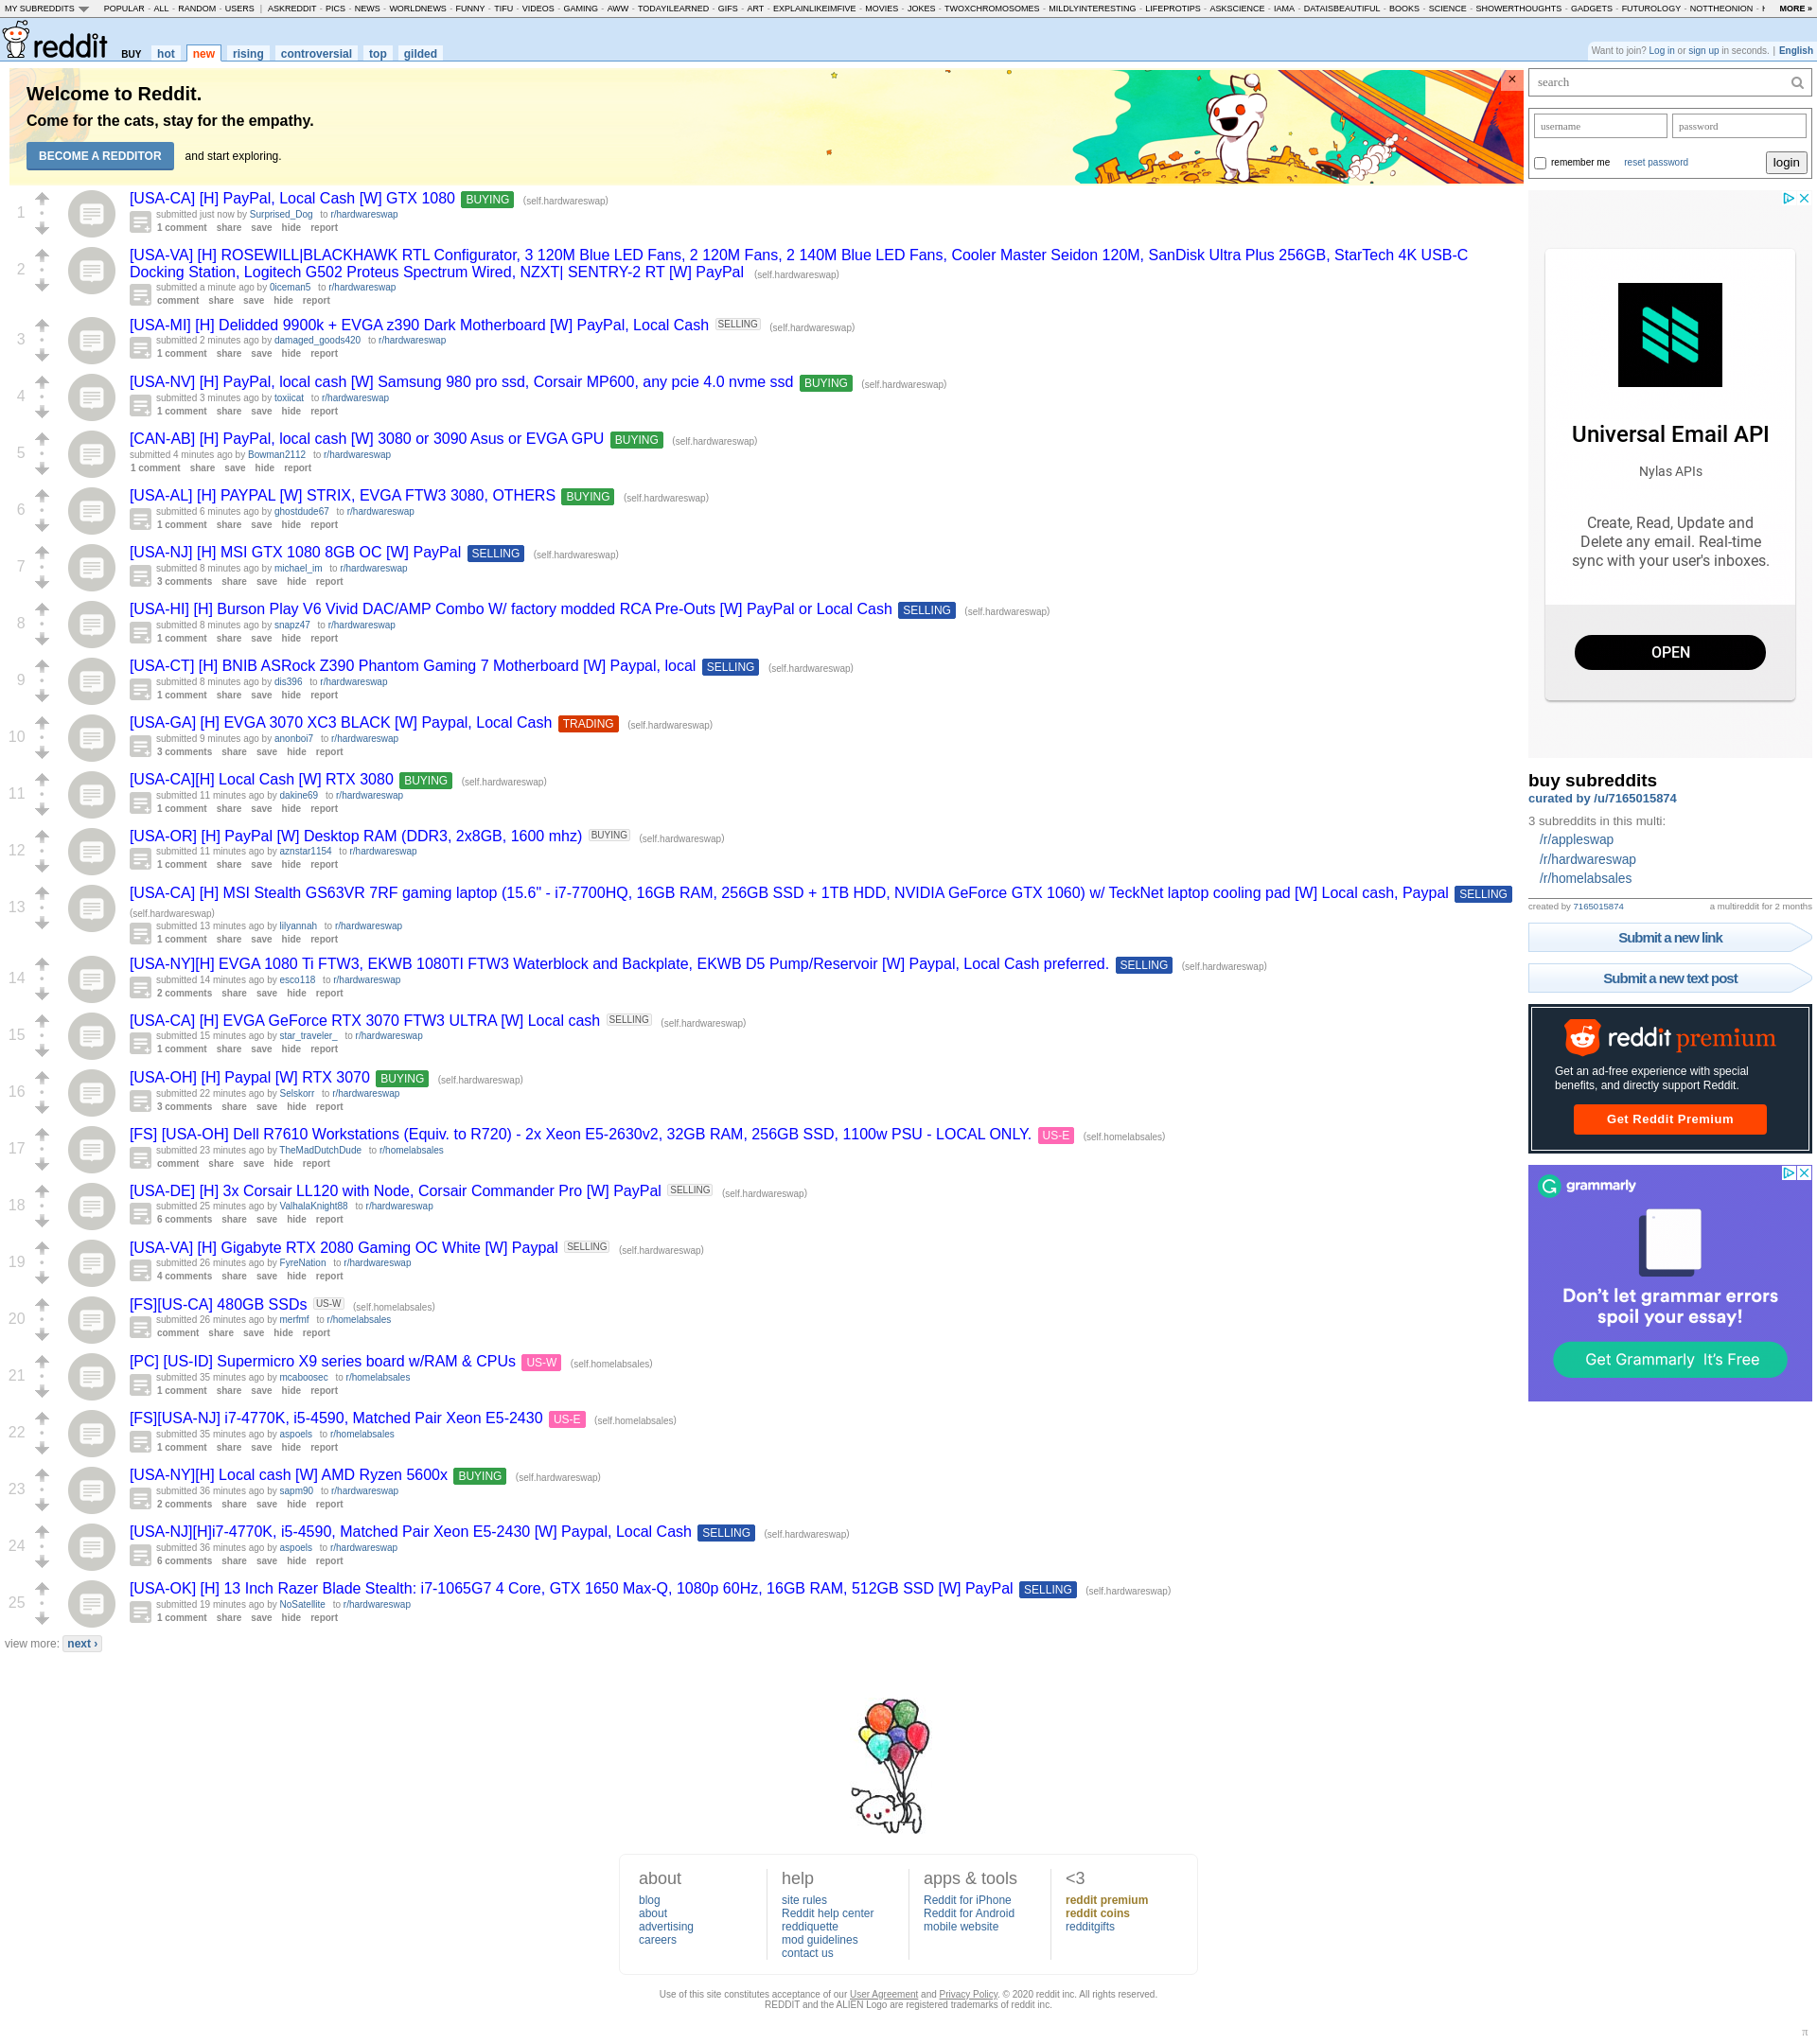 MY SUBREDDITS POPULAR - ALL - RANDOM - USERS | ASKREDDIT - PICS - NEWS - WORLDNEWS - FUNNY - TIFU - VIDEOS - GAMING - AWW - TODAYILEARNED - GIFS - ART - EXPLAINLIKEIMFIVE - MOVIES - JOKES - TWOXCHROMOSOMES - MILDLYINTERESTING - LIFEPROTIPS - ASKSCIENCE - IAMA - DATAISBEAUTIFUL - BOOKS - SCIENCE - SHOWERTHOUGHTS - GADGETS - FUTUROLOGY - NOTTHEONION - MORE »
reddit BUY hot new rising controversial top gilded
Want to join? Log in or sign up in seconds. | English
Welcome to Reddit.
Come for the cats, stay for the empathy.
BECOME A REDDITOR and start exploring.
1
[USA-CA] [H] PayPal, Local Cash [W] GTX 1080 BUYING (self.hardwareswap)
submitted just now by Surprised_Dog to r/hardwareswap
1 comment share save hide report
2
[USA-VA] [H] ROSEWILL|BLACKHAWK RTL Configurator, 3 120M Blue LED Fans, 2 120M Fans, 2 140M Blue LED Fans, Cooler Master Seidon 120M, SanDisk Ultra Plus 256GB, StarTech 4K USB-C
Docking Station, Logitech G502 Proteus Spectrum Wired, NZXT| SENTRY-2 RT [W] PayPal (self.hardwareswap)
submitted a minute ago by 0iceman5 to r/hardwareswap
comment share save hide report
3
[USA-MI] [H] Delidded 9900k + EVGA z390 Dark Motherboard [W] PayPal, Local Cash SELLING (self.hardwareswap)
submitted 2 minutes ago by damaged_goods420 to r/hardwareswap
1 comment share save hide report
4
[USA-NV] [H] PayPal, local cash [W] Samsung 980 pro ssd, Corsair MP600, any pcie 4.0 nvme ssd BUYING (self.hardwareswap)
submitted 3 minutes ago by toxiicat to r/hardwareswap
1 comment share save hide report
5
[CAN-AB] [H] PayPal, local cash [W] 3080 or 3090 Asus or EVGA GPU BUYING (self.hardwareswap)
submitted 4 minutes ago by Bowman2112 to r/hardwareswap
1 comment share save hide report
6
[USA-AL] [H] PAYPAL [W] STRIX, EVGA FTW3 3080, OTHERS BUYING (self.hardwareswap)
submitted 6 minutes ago by ghostdude67 to r/hardwareswap
1 comment share save hide report
7
[USA-NJ] [H] MSI GTX 1080 8GB OC [W] PayPal SELLING (self.hardwareswap)
submitted 8 minutes ago by michael_im to r/hardwareswap
3 comments share save hide report
8
[USA-HI] [H] Burson Play V6 Vivid DAC/AMP Combo W/ factory modded RCA Pre-Outs [W] PayPal or Local Cash SELLING (self.hardwareswap)
submitted 8 minutes ago by snapz47 to r/hardwareswap
1 comment share save hide report
9
[USA-CT] [H] BNIB ASRock Z390 Phantom Gaming 7 Motherboard [W] Paypal, local SELLING (self.hardwareswap)
submitted 8 minutes ago by dis396 to r/hardwareswap
1 comment share save hide report
10
[USA-GA] [H] EVGA 3070 XC3 BLACK [W] Paypal, Local Cash TRADING (self.hardwareswap)
submitted 9 minutes ago by anonboi7 to r/hardwareswap
3 comments share save hide report
11
[USA-CA][H] Local Cash [W] RTX 3080 BUYING (self.hardwareswap)
submitted 11 minutes ago by dakine69 to r/hardwareswap
1 comment share save hide report
12
[USA-OR] [H] PayPal [W] Desktop RAM (DDR3, 2x8GB, 1600 mhz) BUYING (self.hardwareswap)
submitted 11 minutes ago by aznstar1154 to r/hardwareswap
1 comment share save hide report
13
[USA-CA] [H] MSI Stealth GS63VR 7RF gaming laptop (15.6" - i7-7700HQ, 16GB RAM, 256GB SSD + 1TB HDD, NVIDIA GeForce GTX 1060) w/ TeckNet laptop cooling pad [W] Local cash, Paypal SELLING
(self.hardwareswap)
submitted 13 minutes ago by lilyannah to r/hardwareswap
1 comment share save hide report
14
[USA-NY][H] EVGA 1080 Ti FTW3, EKWB 1080TI FTW3 Waterblock and Backplate, EKWB D5 Pump/Reservoir [W] Paypal, Local Cash preferred. SELLING (self.hardwareswap)
submitted 14 minutes ago by esco118 to r/hardwareswap
2 comments share save hide report
15
[USA-CA] [H] EVGA GeForce RTX 3070 FTW3 ULTRA [W] Local cash SELLING (self.hardwareswap)
submitted 15 minutes ago by star_traveler_ to r/hardwareswap
1 comment share save hide report
16
[USA-OH] [H] Paypal [W] RTX 3070 BUYING (self.hardwareswap)
submitted 22 minutes ago by Selskorr to r/hardwareswap
3 comments share save hide report
17
[FS] [USA-OH] Dell R7610 Workstations (Equiv. to R720) - 2x Xeon E5-2630v2, 32GB RAM, 256GB SSD, 1100w PSU - LOCAL ONLY. US-E (self.homelabsales)
submitted 23 minutes ago by TheMadDutchDude to r/homelabsales
comment share save hide report
18
[USA-DE] [H] 3x Corsair LL120 with Node, Corsair Commander Pro [W] PayPal SELLING (self.hardwareswap)
submitted 25 minutes ago by ValhalaKnight88 to r/hardwareswap
6 comments share save hide report
19
[USA-VA] [H] Gigabyte RTX 2080 Gaming OC White [W] Paypal SELLING (self.hardwareswap)
submitted 26 minutes ago by FyreNation to r/hardwareswap
4 comments share save hide report
20
[FS][US-CA] 480GB SSDs US-W (self.homelabsales)
submitted 26 minutes ago by merfmf to r/homelabsales
comment share save hide report
21
[PC] [US-ID] Supermicro X9 series board w/RAM & CPUs US-W (self.homelabsales)
submitted 35 minutes ago by mcaboosec to r/homelabsales
1 comment share save hide report
22
[FS][USA-NJ] i7-4770K, i5-4590, Matched Pair Xeon E5-2430 US-E (self.homelabsales)
submitted 35 minutes ago by aspoels to r/homelabsales
1 comment share save hide report
23
[USA-NY][H] Local cash [W] AMD Ryzen 5600x BUYING (self.hardwareswap)
submitted 36 minutes ago by sapm90 to r/hardwareswap
2 comments share save hide report
24
[USA-NJ][H]i7-4770K, i5-4590, Matched Pair Xeon E5-2430 [W] Paypal, Local Cash SELLING (self.hardwareswap)
submitted 36 minutes ago by aspoels to r/hardwareswap
6 comments share save hide report
25
[USA-OK] [H] 13 Inch Razer Blade Stealth: i7-1065G7 4 Core, GTX 1650 Max-Q, 1080p 60Hz, 16GB RAM, 512GB SSD [W] PayPal SELLING (self.hardwareswap)
submitted 19 minutes ago by NoSatellite to r/hardwareswap
1 comment share save hide report
view more: next ›
search
username password
remember me reset password login
Universal Email API
Nylas APIs
Create, Read, Update and
Delete any email. Real-time
sync with your user's inboxes.
OPEN
buy subreddits
curated by /u/7165015874
3 subreddits in this multi:
/r/appleswap
/r/hardwareswap
/r/homelabsales
created by 7165015874 a multireddit for 2 months
Submit a new link
Submit a new text post
reddit premium
Get an ad-free experience with special
benefits, and directly support Reddit.
Get Reddit Premium
grammarly
Don't let grammar errors
spoil your essay!
Get Grammarly It's Free
about
blog
about
advertising
careers
help
site rules
Reddit help center
reddiquette
mod guidelines
contact us
apps & tools
Reddit for iPhone
Reddit for Android
mobile website
<3
reddit premium
reddit coins
redditgifts
Use of this site constitutes acceptance of our User Agreement and Privacy Policy. © 2020 reddit inc. All rights reserved.
REDDIT and the ALIEN Logo are registered trademarks of reddit inc.
π